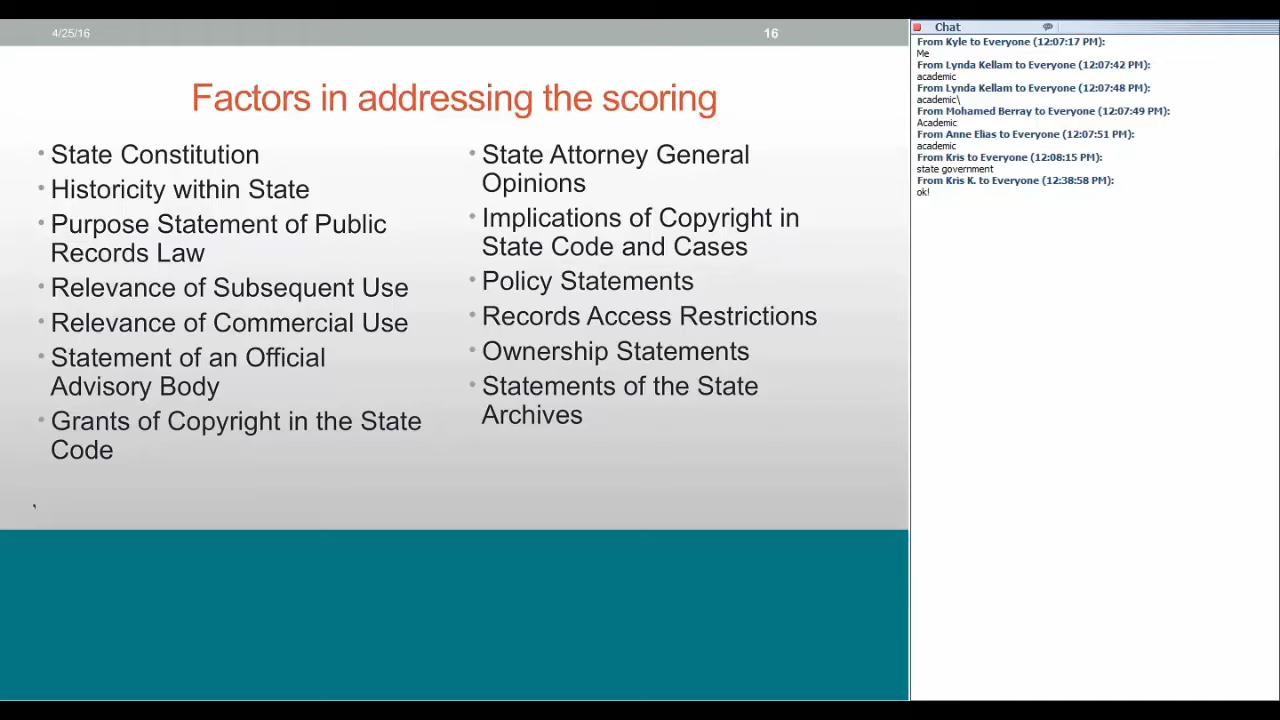 4/25/16
16
Factors in addressing the scoring
• State Constitution
• Historicity within State
• Purpose Statement of Public
Records Law
• Relevance of Subsequent Use
• Relevance of Commercial Use
• Statement of an Official
Advisory Body
• Grants of Copyright in the State
Code
• State Attorney General
Opinions
• Implications of Copyright in
State Code and Cases
• Policy Statements
• Records Access Restrictions
• Ownership Statements
• Statements of the State
Archives
Chat
From Kyle to Everyone (12:07:17 PM):
Me
From Lynda Kellam to Everyone (12:07:42 PM):
academic
From Lynda Kellam to Everyone (12:07:48 PM):
academic\
From Mohamed Berray to Everyone (12:07:49 PM):
Academic
From Anne Elias to Everyone (12:07:51 PM):
academic
From Kris to Everyone (12:08:15 PM):
state government
From Kris K. to Everyone (12:38:58 PM):
ok!